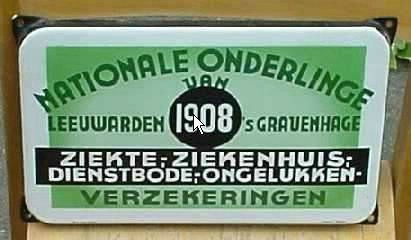 NATIONALE ONDERLINGE
VAN
LEEUWARDEN 1908 'S GRAVENHAGE
ZIEKTE-, ZIEKENHUIS-,
DIENSTBODE-, ONGELUKKEN-
VERZEKERINGEN